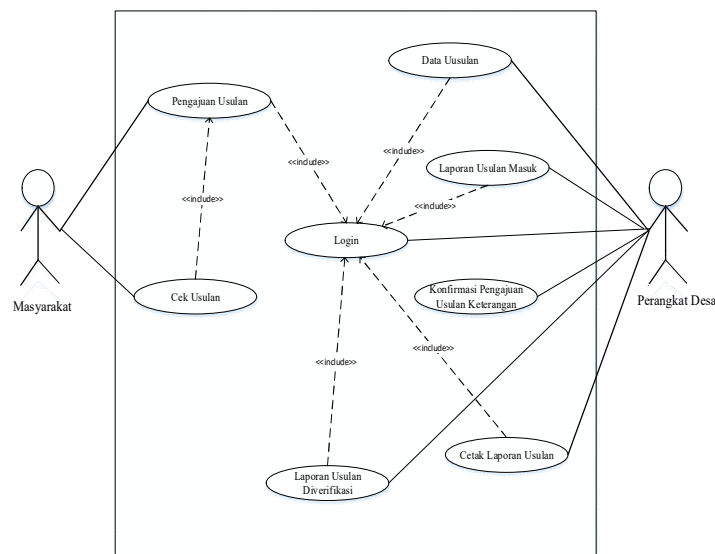 Data Uusulan
Pengajuan Usulan
<<include>>
<<include>>
Laporan Usulan Masuk
<<include>>
<<include>>
Login
Masyarakat
Cek Usulan
Konfirmasi Pengajuan
Usulan Keterangan
Perangkat Desa
<<include>>
<<include>>
Laporan Usulan
Diverifikasi
Cetak Laporan Usulan